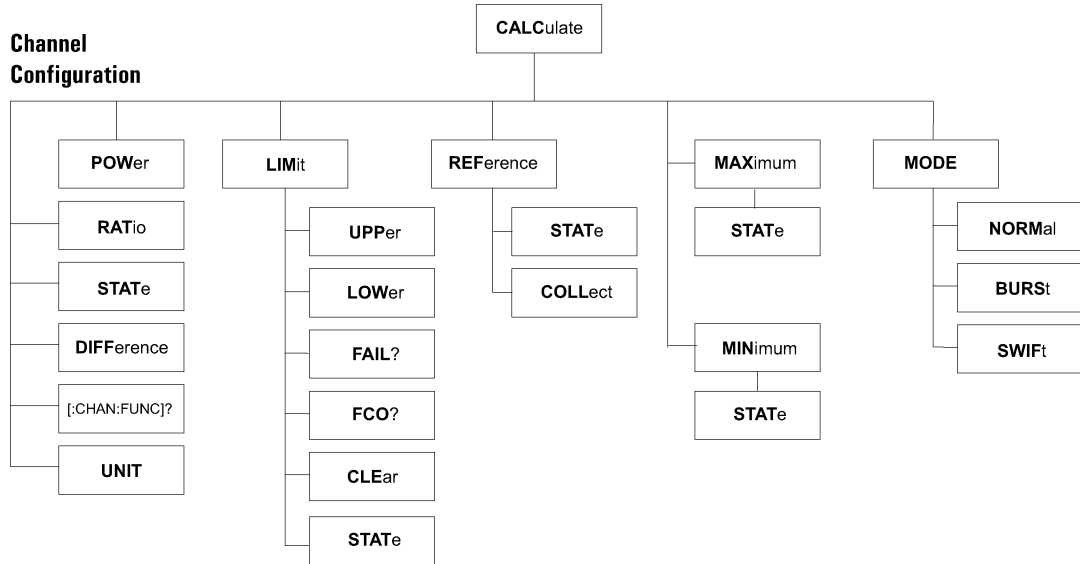 CALCulate
Channel
Configuration
POWer
RATio
STATe
DIFFerence
[:CHAN:FUNC]?
UNIT
LIMit
UPPer
LOWer
FAIL?
FCO?
CLEar
STATe
REFerence
STATe
COLLect
MAXimum
STATe
MINimum
STATe
MODE
NORMal
BURSt
SWIFt